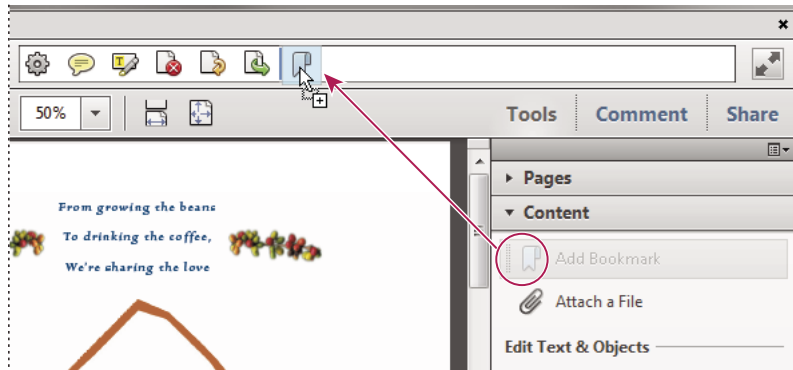 50%
Tools Comment Share
Pages
From growing the beans
Content
To drinking the coffee,
We're sharing the love
Add Bookmark
Attach a File
Edit Text & Objects